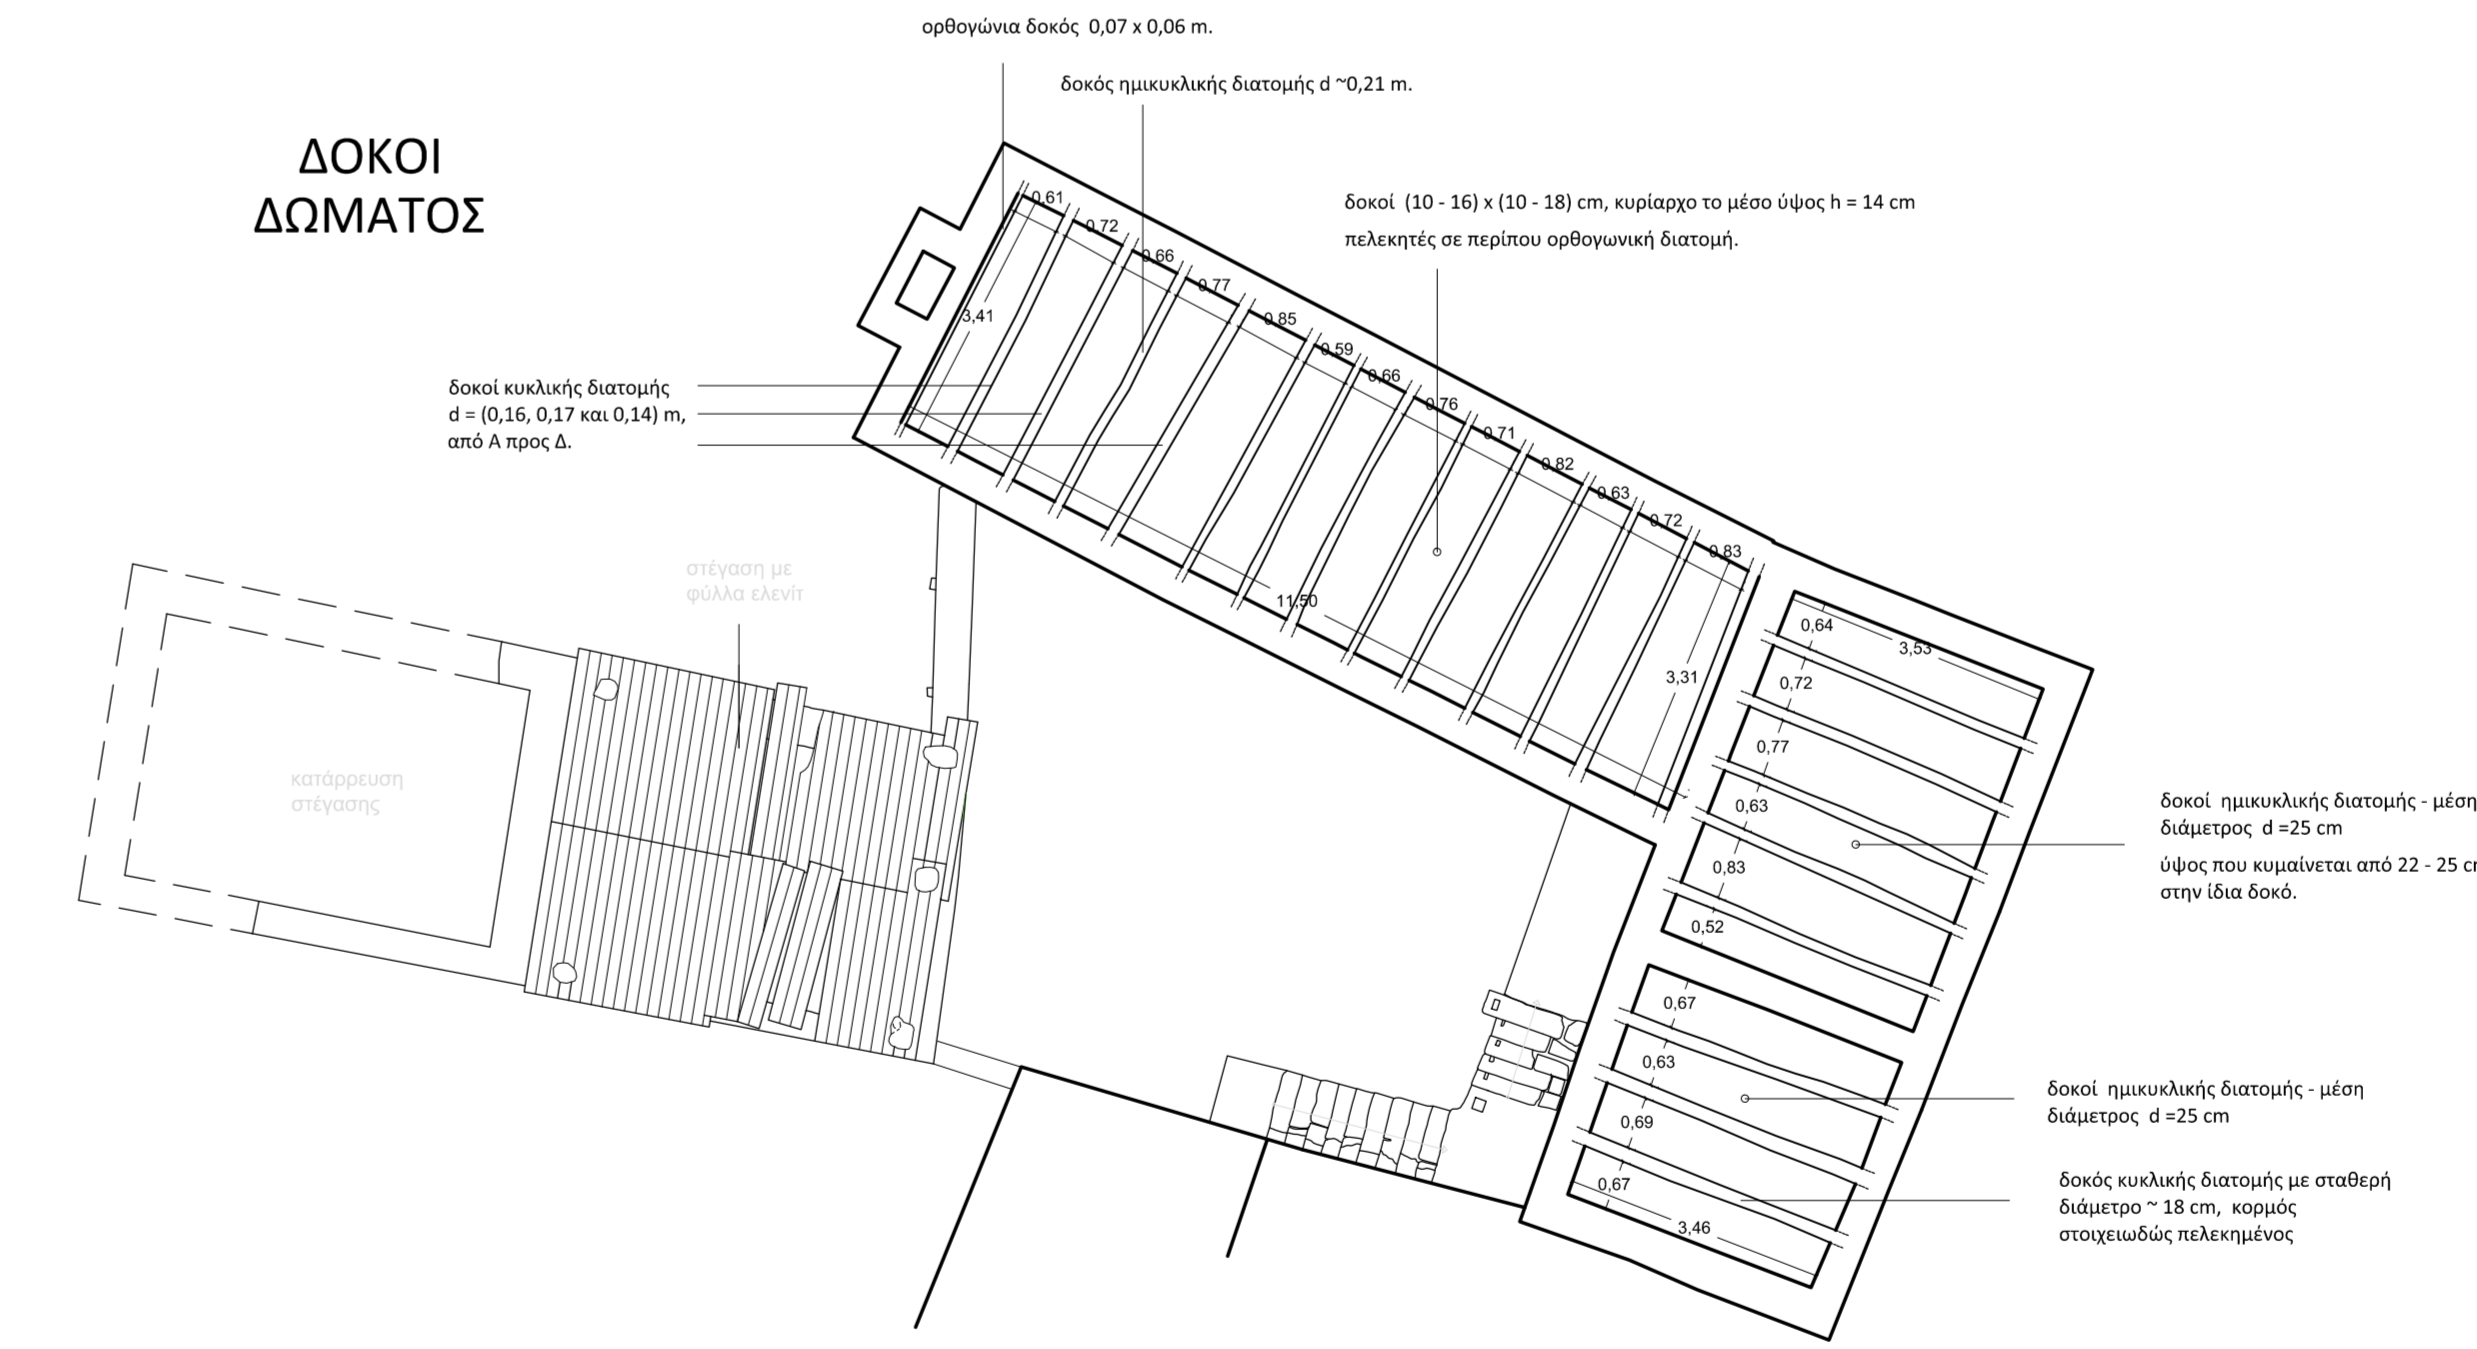 ορθογώνια δοκός 0,07 x 0,06 m.
δοκός ημικυκλικής διατομής d ~0,21 m.
ΔΟΚΟΙ
ΔΩΜΑΤΟΣ
δοκοί (10 - 16) x (10 - 18) cm, κυρίαρχο το μέσο ύψος h = 14 cm
πελεκητές σε περίπου ορθογωνική διατομή.
0,61
0,72
0,66
0,77
0,85
0,59
0,66
0,76
0,71
0,82
0,63
0,72
0,83
3,41
11,50
3,31
δοκοί κυκλικής διατομής
d = (0,16, 0,17 και 0,14) m,
από Α προς Δ.
στέγαση με
φύλλα ελενίτ
κατάρρευση
στέγασης
0,64
3,53
0,72
0,77
0,63
0,83
0,52
δοκοί ημικυκλικής διατομής - μέση
διάμετρος d =25 cm
ύψος που κυμαίνεται από 22 - 25 c
στην ίδια δοκό.
0,67
0,63
0,69
0,67
3,46
δοκοί ημικυκλικής διατομής - μέση
διάμετρος d =25 cm
δοκός κυκλικής διατομής με σταθερή
διάμετρο ~ 18 cm, κορμός
στοιχειωδώς πελεκημένος